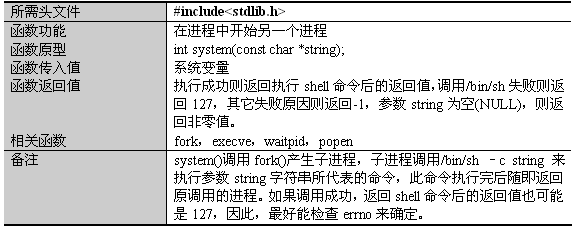 所需头文件 #include<stdlib.h>
函数功能 在进程中开始另一个进程
函数原型 int system(const char *string);
函数传入值 系统变量
函数返回值 执行成功则返回执行 shell 命令后的返回值,调用/bin/sh 失败则返
回 127，其它失败原因则返回-1，参数 string 为空(NULL)，则返
回非零值。
相关函数 fork，execve，waitpid，popen
备注 system()调用 fork()产生子进程，子进程调用/bin/sh –c string 来
执行参数 string 字符串所代表的命令，此命令执行完后随即返回
原调用的进程。如果调用成功，返回 shell 命令后的返回值也可能
是 127，因此，最好能检查 errno 来确定。